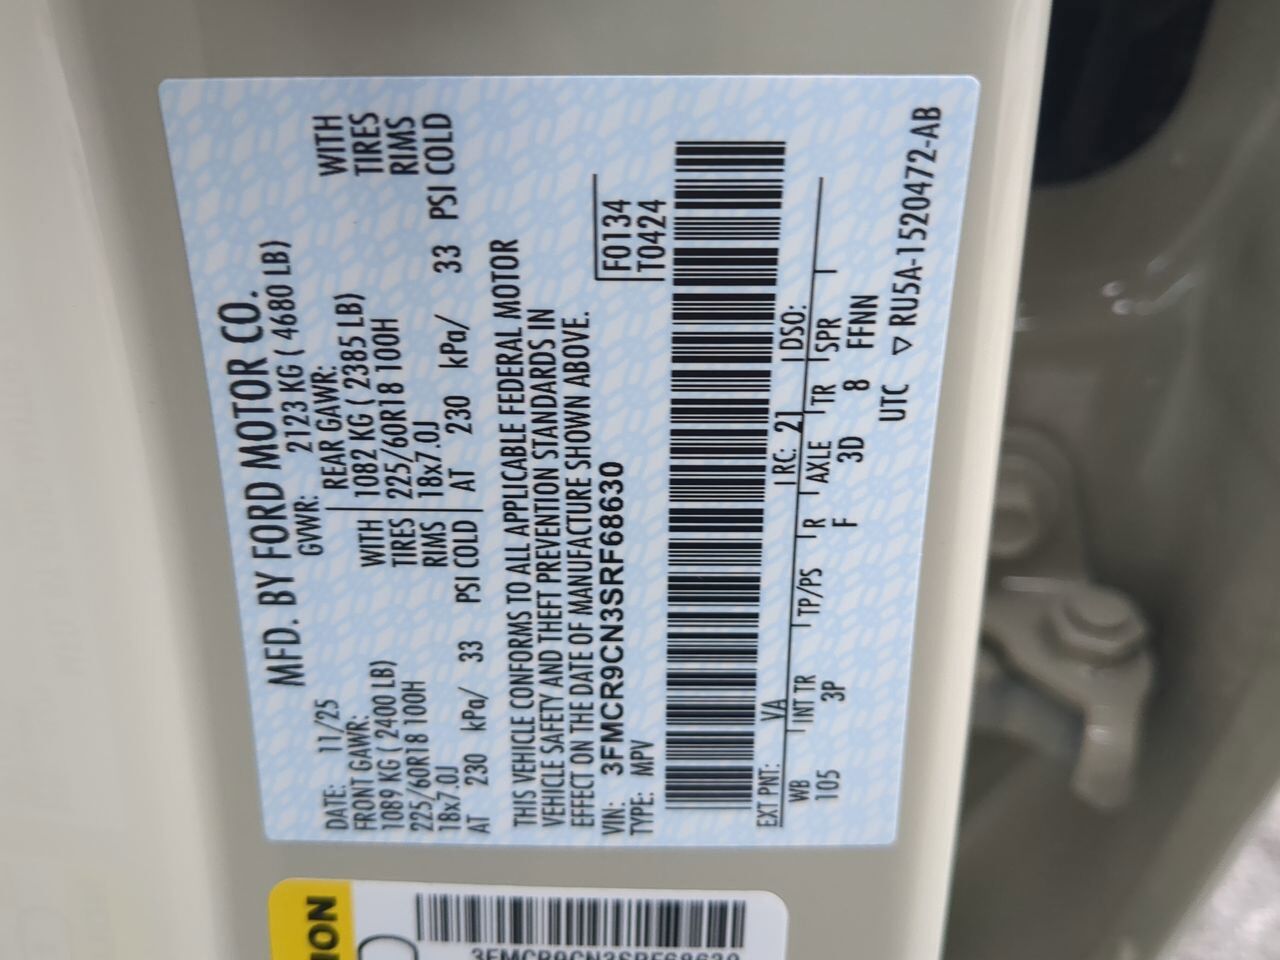 MFD. BY FORD MOTOR CO.
DATE: 11/25 GVWR: 2123 KG ( 4680 LB)
FRONT GAWR: REAR GAWR:
1089 KG ( 2400 LB) WITH 1082 KG ( 2385 LB) WITH
225/60R18 100H TIRES 225/60R18 100H TIRES
18x7.0J RIMS 18x7.0J RIMS
AT 230 kPa/ 33 PSI COLD AT 230 kPa/ 33 PSI COLD
THIS VEHICLE CONFORMS TO ALL APPLICABLE FEDERAL MOTOR
VEHICLE SAFETY AND THEFT PREVENTION STANDARDS IN
EFFECT ON THE DATE OF MANUFACTURE SHOWN ABOVE.
VIN: 3FMCR9CN3SRF68630 F0134
TYPE: MPV T0424
EXT PNT: VA RC: 21 DSO:
WB INT TR TP/PS R AXLE TR SPR
105 3P F 3D 8 FFNN
UTC ▽ RU5A-1520472-AB
3FMCR9CN3SRF68630